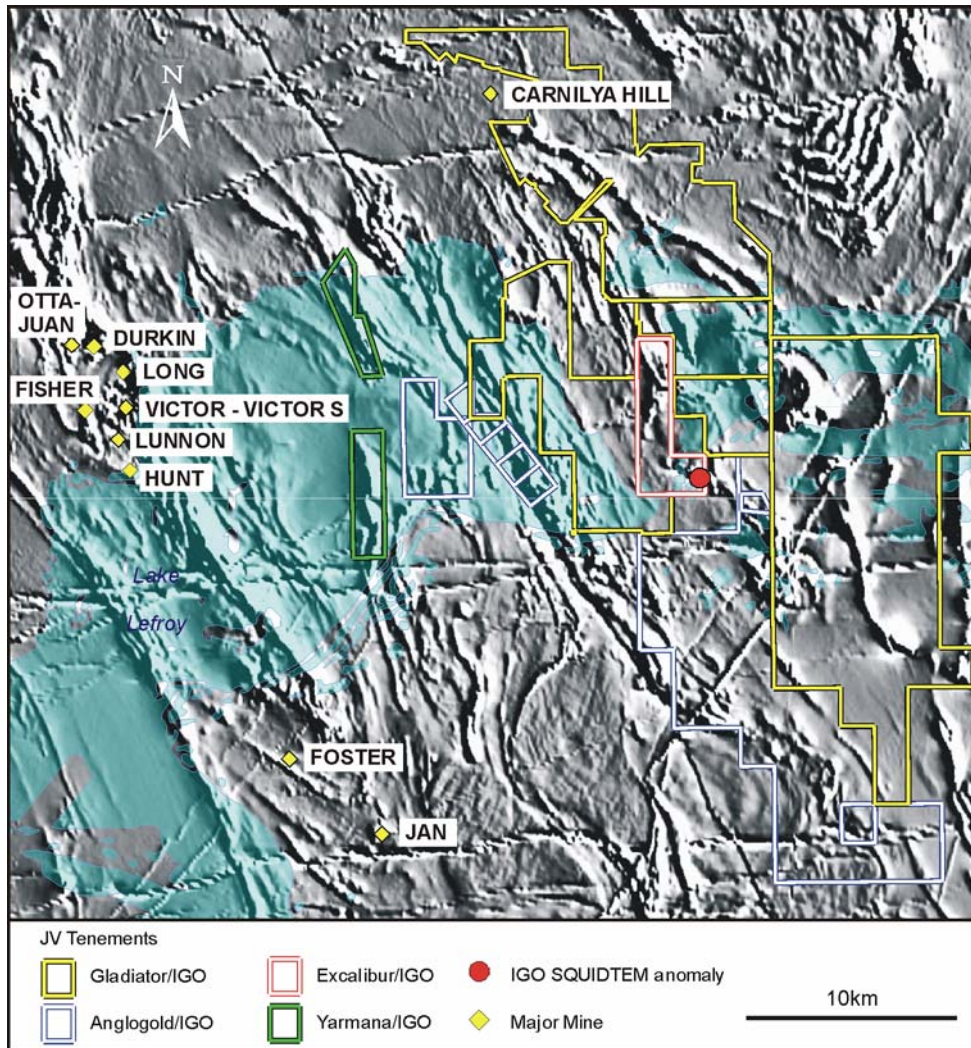 CARNILYA HILL
N
OTTA-
JUAN
DURKIN
LONG
FISHER
VICTOR - VICTOR S
LUNNON
HUNT
Lake
Lefroy
FOSTER
JAN
JV Tenements
Gladiator/IGO
Excalibur/IGO
IGO SQUIDTEM anomaly
10km
Anglogold/IGO
Yarmana/IGO
Major Mine